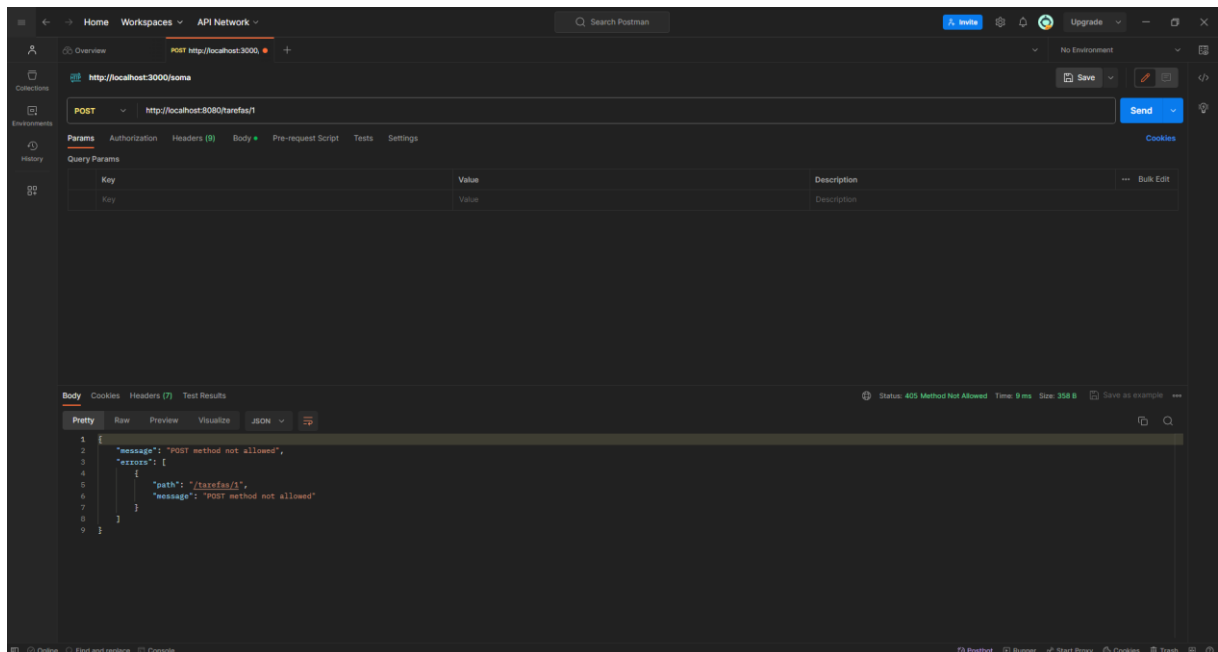 Home Workspaces API Network Search Postman Invite Upgrade
Overview POST http://localhost:3000, No Environment
http://localhost:3000/soma Save
Collections
POST http://localhost:8080/tarefas/1 Send
Environments
Params Authorization Headers (9) Body Pre-request Script Tests Settings Cookies
History
Query Params
Key Value Description Bulk Edit
Key Value Description
Body Cookies Headers (7) Test Results Status: 405 Method Not Allowed Time: 9 ms Size: 358 B Save as example
Pretty Raw Preview Visualize JSON
1 {
2 "message": "POST method not allowed",
3 "errors": [
4 {
5 "path": "/tarefas/1",
6 "message": "POST method not allowed"
7 }
8 ]
9 }
Online Find and replace Console Postbot Runner Start Proxy Cookies Trash